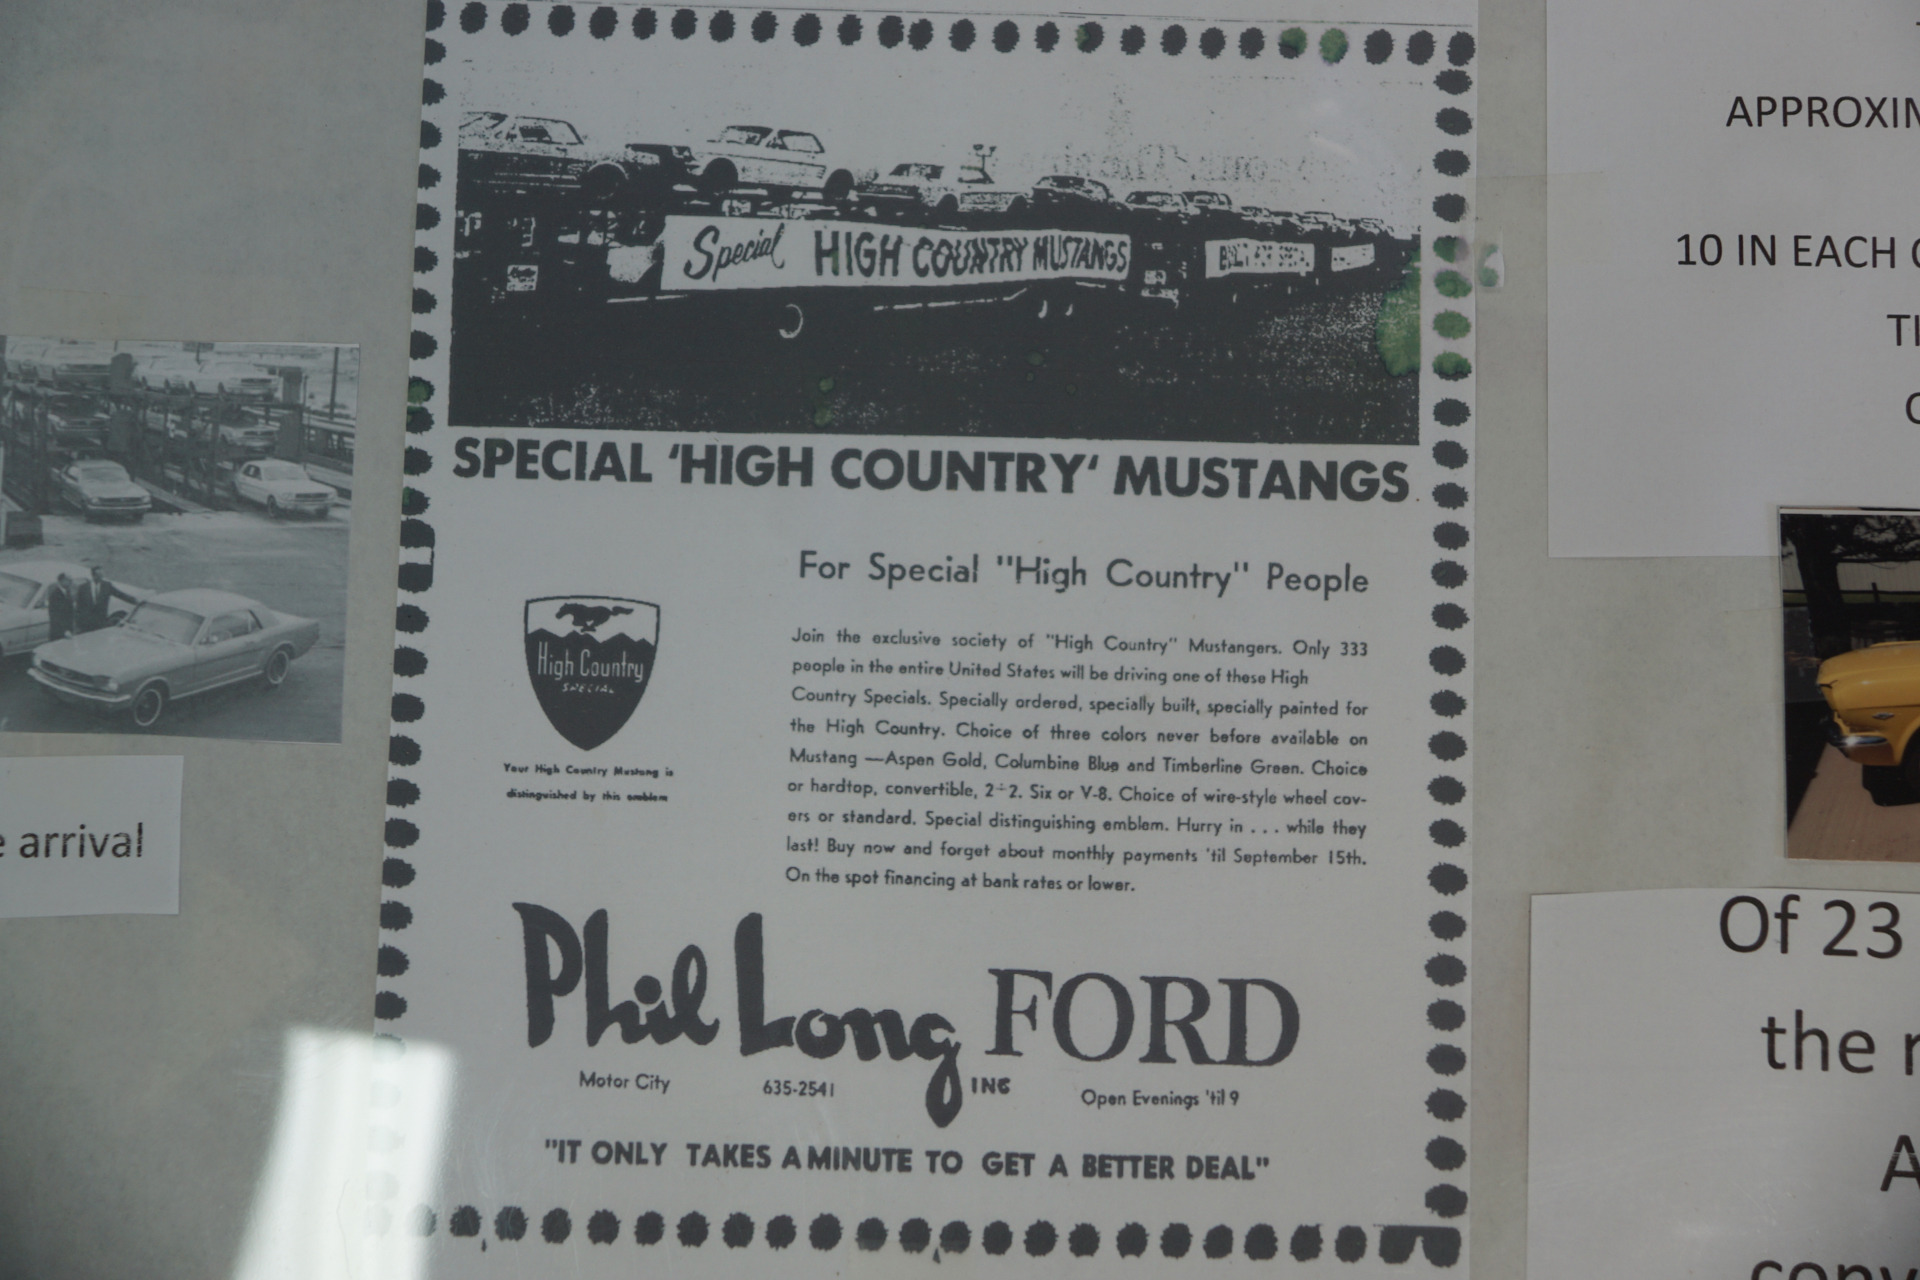 Special HIGH COUNTRY MUSTANGS
SPECIAL 'HIGH COUNTRY' MUSTANGS
For Special "High Country" People
High Country
SPECIAL
Your High Country Mustang is
distinguished by this emblem
Join the exclusive society of "High Country" Mustangers. Only 333
people in the entire United States will be driving one of these High
Country Specials. Specially ordered, specially built, specially painted for
the High Country. Choice of three colors never before available on
Mustang —Aspen Gold, Columbine Blue and Timberline Green. Choice
or hardtop, convertible, 2+2. Six or V-8. Choice of wire-style wheel cov-
ers or standard. Special distinguishing emblem. Hurry in . . . while they
last! Buy now and forget about monthly payments 'til September 15th.
On the spot financing at bank rates or lower.
Phil Long FORD
INC
Motor City 635-2541 Open Evenings 'til 9
"IT ONLY TAKES A MINUTE TO GET A BETTER DEAL"
arrival
10 IN EACH
Of 23
the